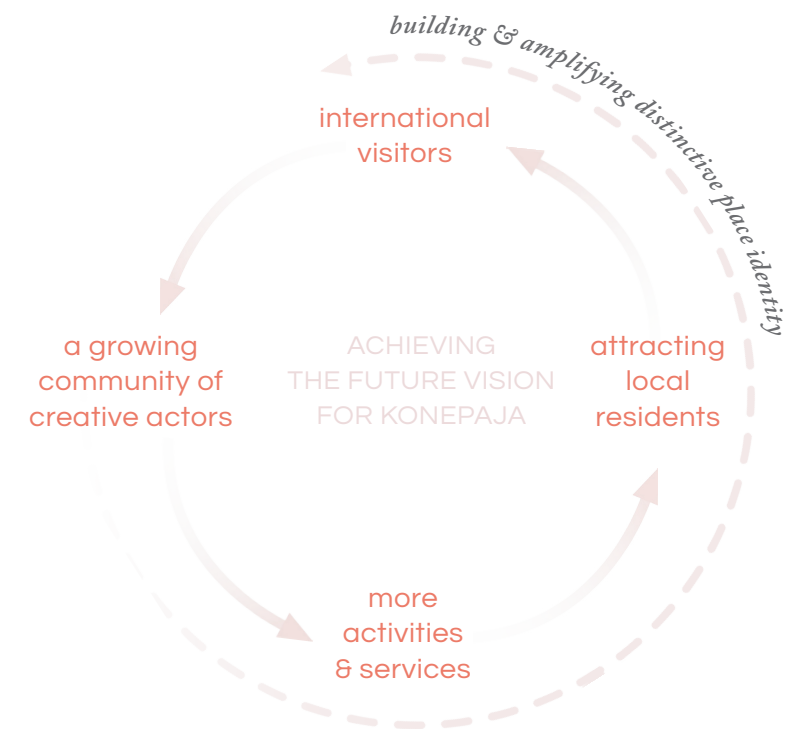 building & amplifying distinctive place identity
international
visitors
a growing
community of
creative actors
ACHIEVING
THE FUTURE VISION
FOR KONEPAJA
attracting
local
residents
more
activities
& services